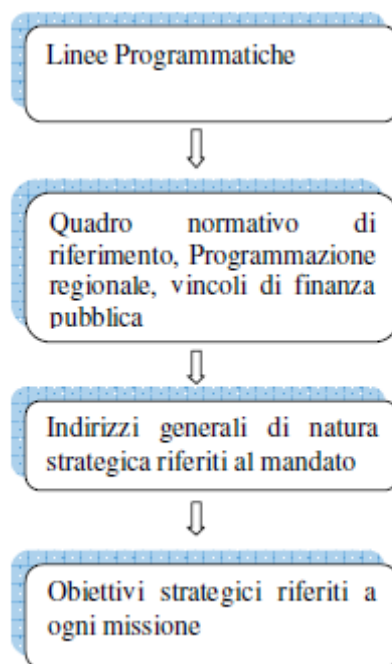 Linee Programmatiche
Quadro normativo di
riferimento, Programmazione
regionale, vincoli di finanza
pubblica
Indirizzi generali di natura
strategica riferiti al mandato
Obiettivi strategici riferiti a
ogni missione